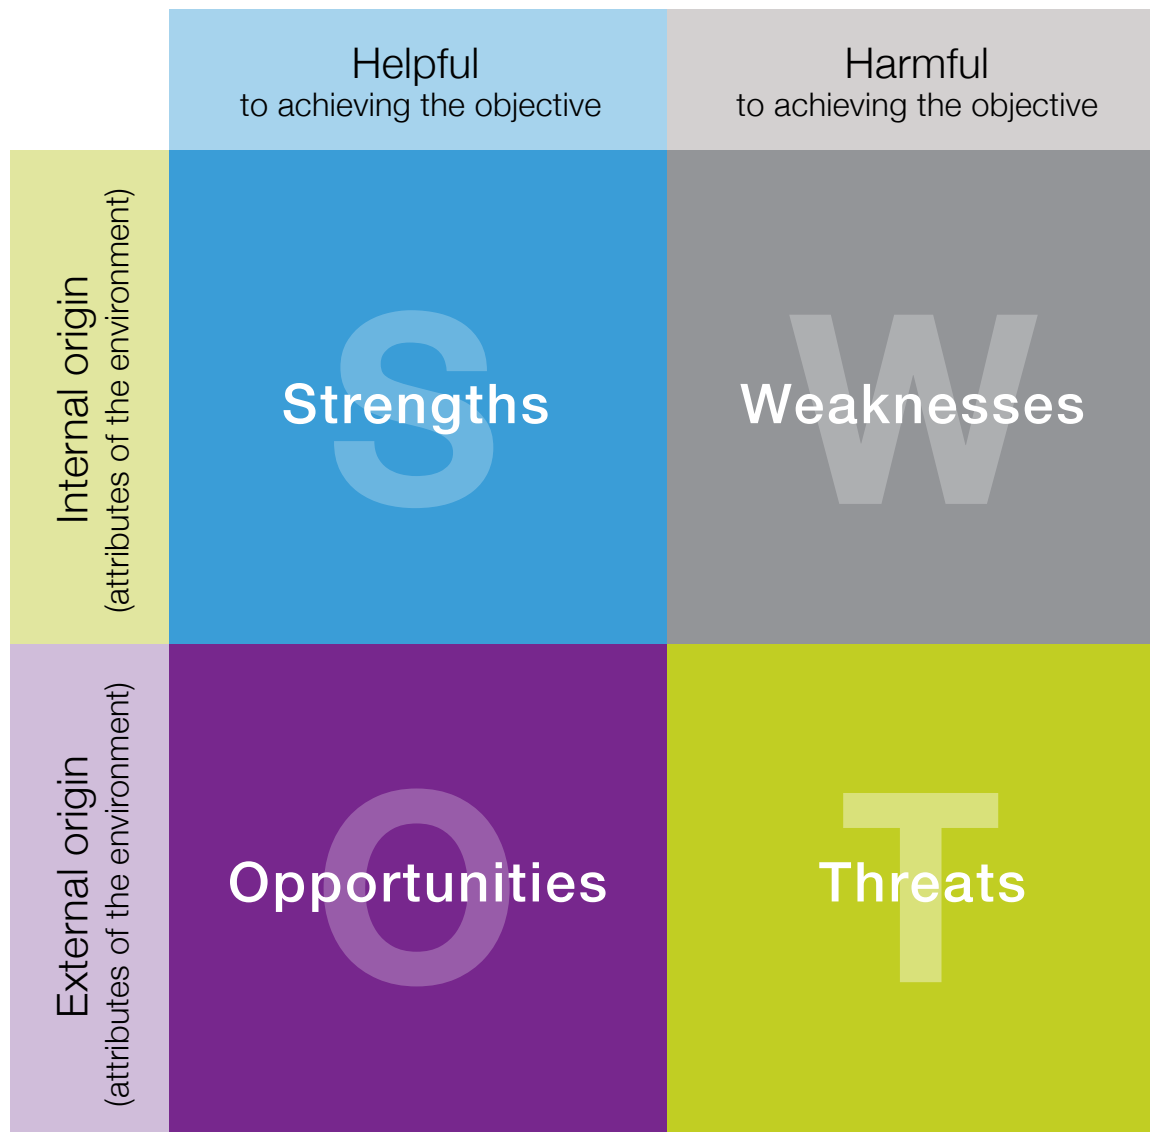 Helpful
to achieving the objective
Harmful
to achieving the objective
Internal origin
(attributes of the environment)
S
Strengths
W
Weaknesses
External origin
(attributes of the environment)
O
Opportunities
T
Threats